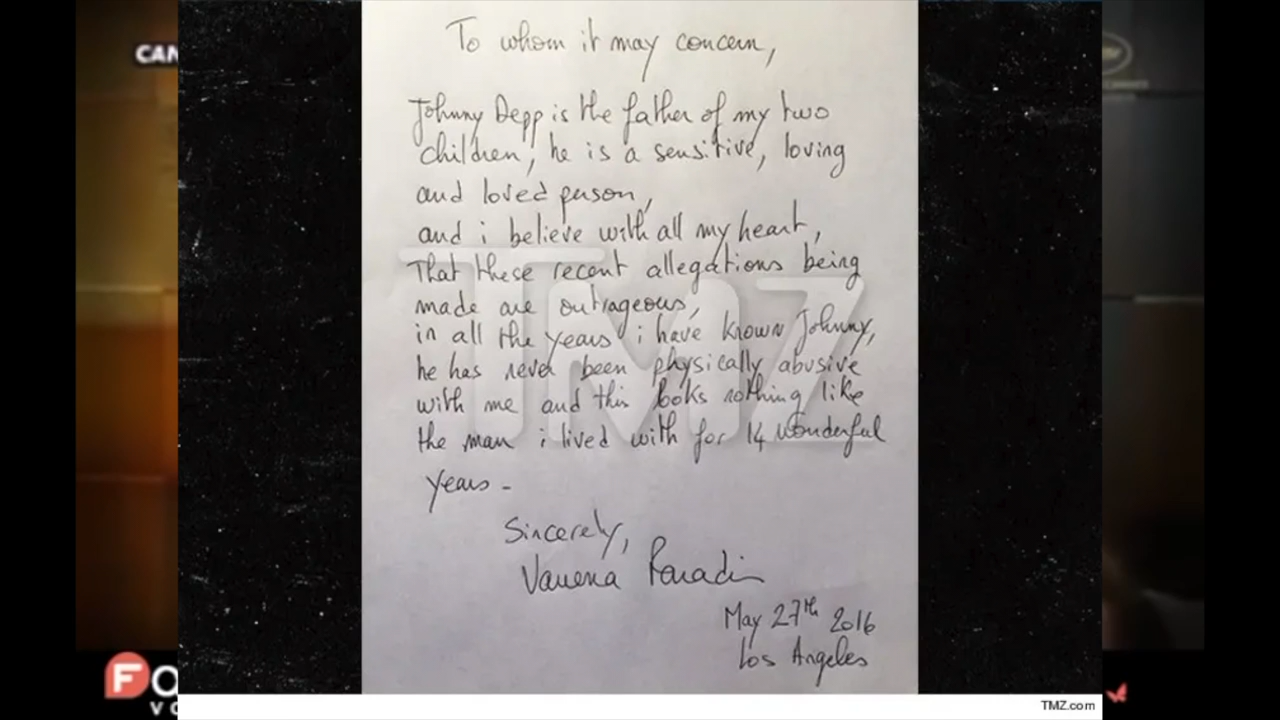 CAN
To whom it may concern,
Johnny Depp is the father of my two
children, he is a sensitive, loving
and loved person,
and i believe with all my heart,
That these recent allegations being
made are outrageous,
in all the years i have known Johnny,
he has never been physically abusive
with me and this looks nothing like
the man i lived with for 14 wonderful
years -
Sincerely,
Vanessa Paradis
May 27th 2016
Los Angeles
TMZ
FO
VO
TMZ.com